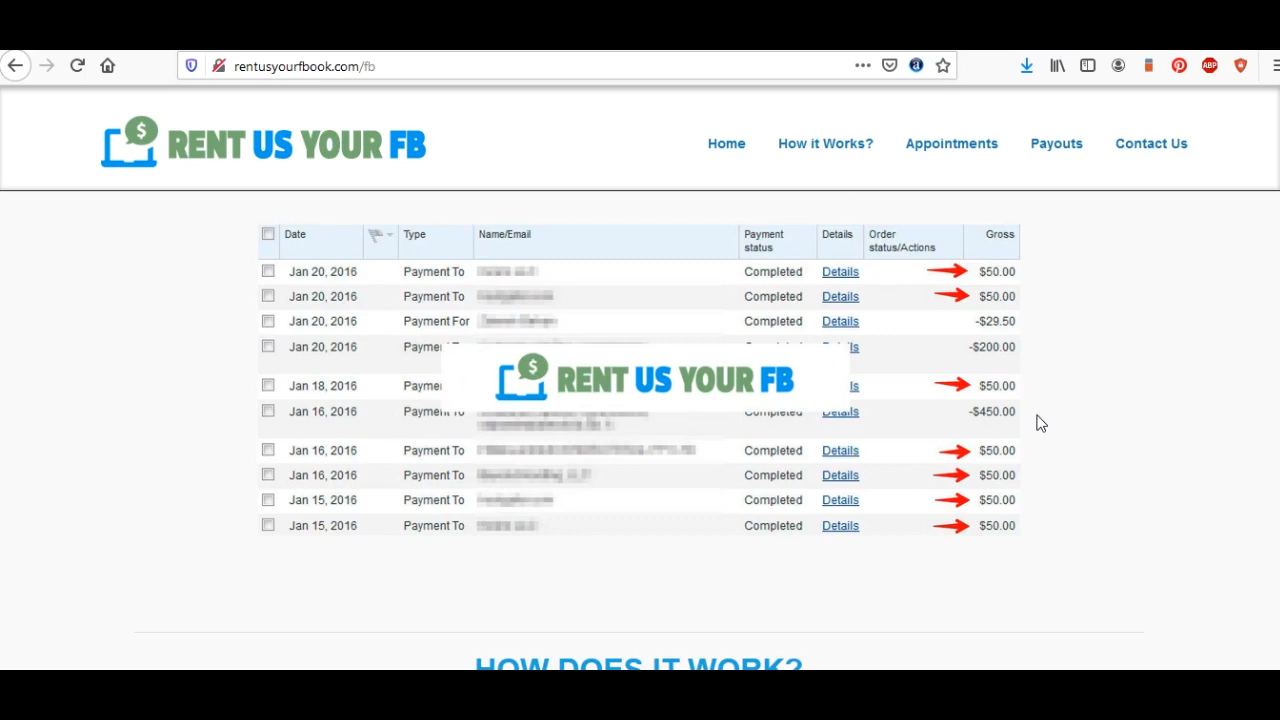 rentusyourfbook.com/fb
ABP
$ RENT US YOUR FB
Home How it Works? Appointments Payouts Contact Us
Date Type Name/Email Payment status Details Order status/Actions Gross
Jan 20, 2016 Payment To Completed Details $50.00
Jan 20, 2016 Payment To Completed Details $50.00
Jan 20, 2016 Payment For Completed Details -$29.50
Jan 20, 2016 -$200.00
$ RENT US YOUR FB
Jan 18, 2016 $50.00
Jan 16, 2016 Completed Details -$450.00
Jan 16, 2016 Payment To Completed Details $50.00
Jan 16, 2016 Payment To Completed Details $50.00
Jan 15, 2016 Payment To Completed Details $50.00
Jan 15, 2016 Payment To Completed Details $50.00
HOW DOES IT WORK?